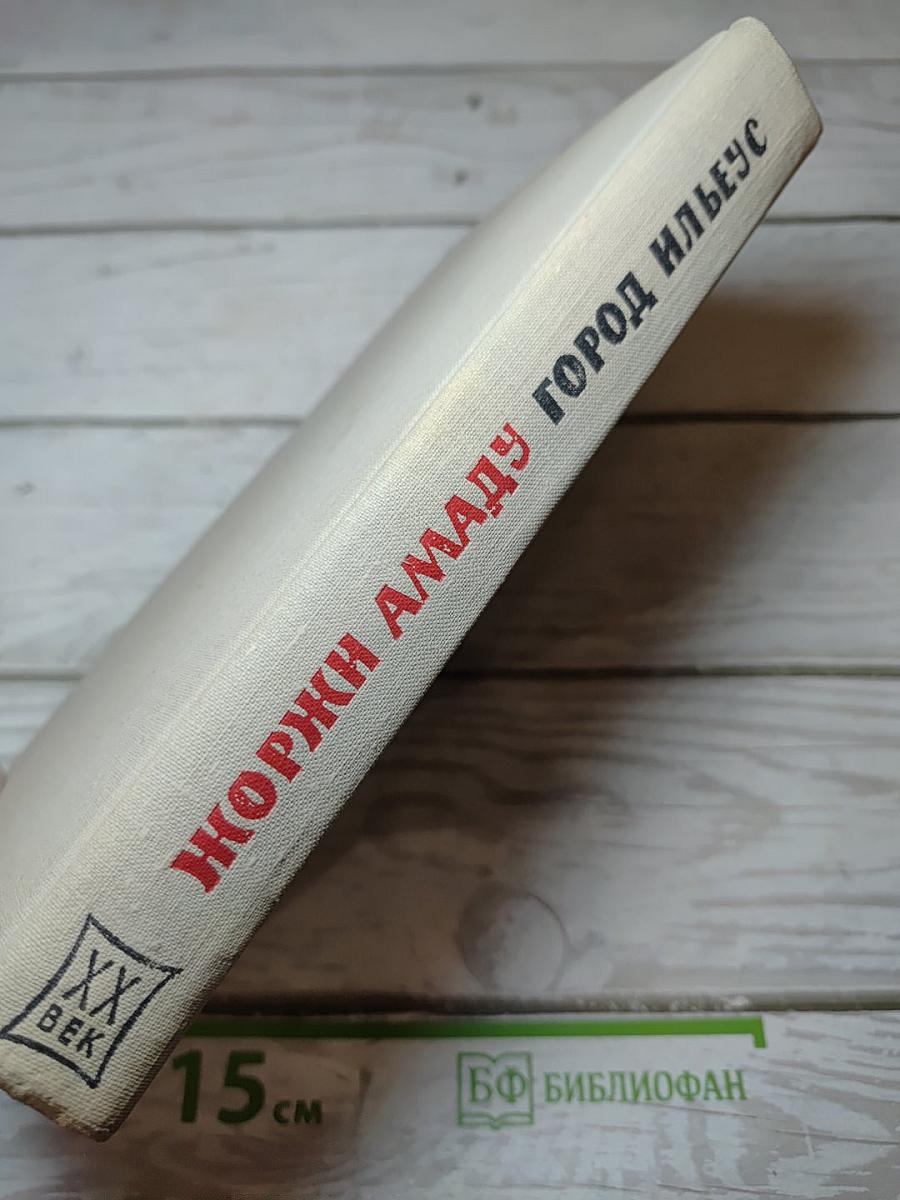 ЖОРЖИ АМАДУ ГОРОД ИЛЬЕУС
XX
ВЕК
15 см
БФ БИБЛИОФАН